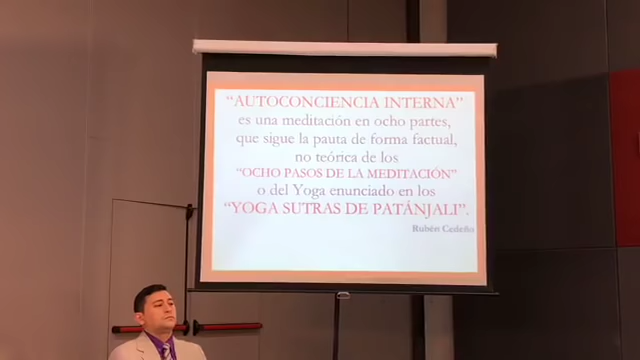 “AUTOCONCIENCIA INTERNA”
es una meditación en ocho partes,
que sigue la pauta de forma factual,
no teórica de los
“OCHO PASOS DE LA MEDITACIÓN”
o del Yoga enunciado en los
“YOGA SUTRAS DE PATÁNJALI”.
Rubén Cedeño